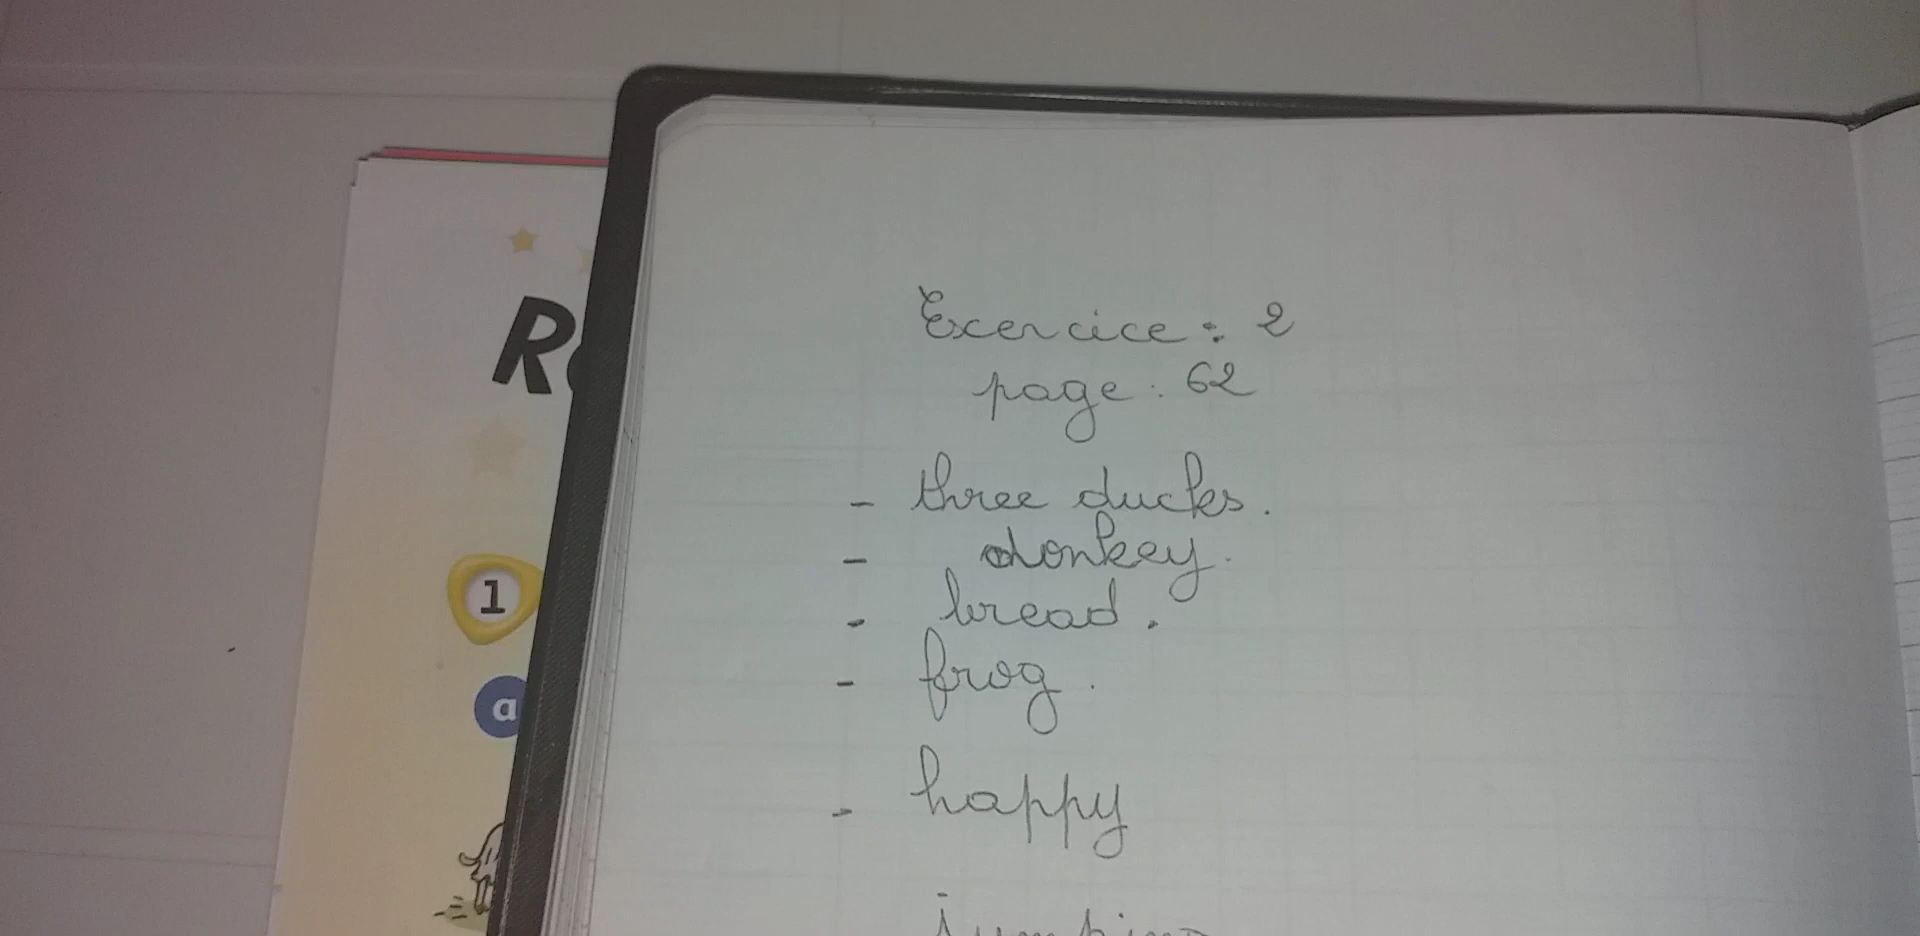 Exercice : 2
page : 62
- three ducks.
- donkey.
- bread.
- frog.
- happy
1
a